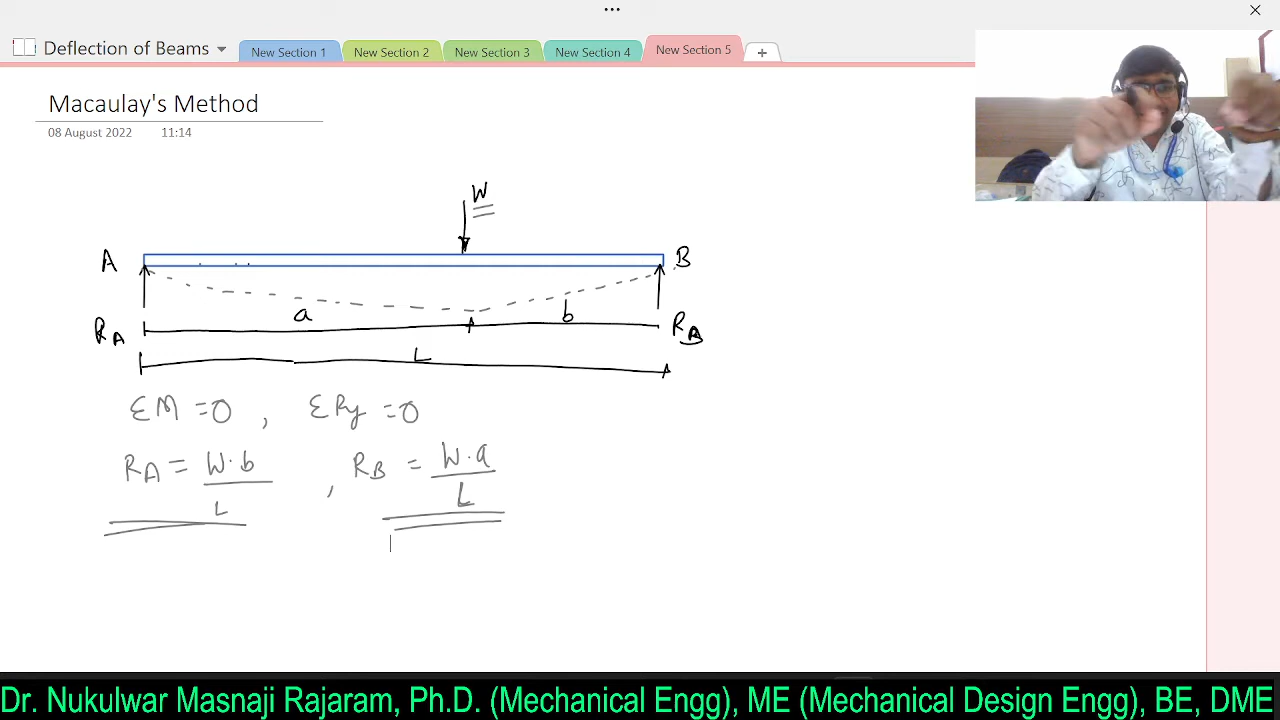 Deflection of Beams
New Section 1 New Section 2 New Section 3 New Section 4 New Section 5
Macaulay's Method
08 August 2022 11:14
W
A B
a b
RA RB
L
ΣM =0 , ΣRy =0
RA = W·b/L , RB = W·a/L
Dr. Nukulwar Masnaji Rajaram, Ph.D. (Mechanical Engg), ME (Mechanical Design Engg), BE, DME